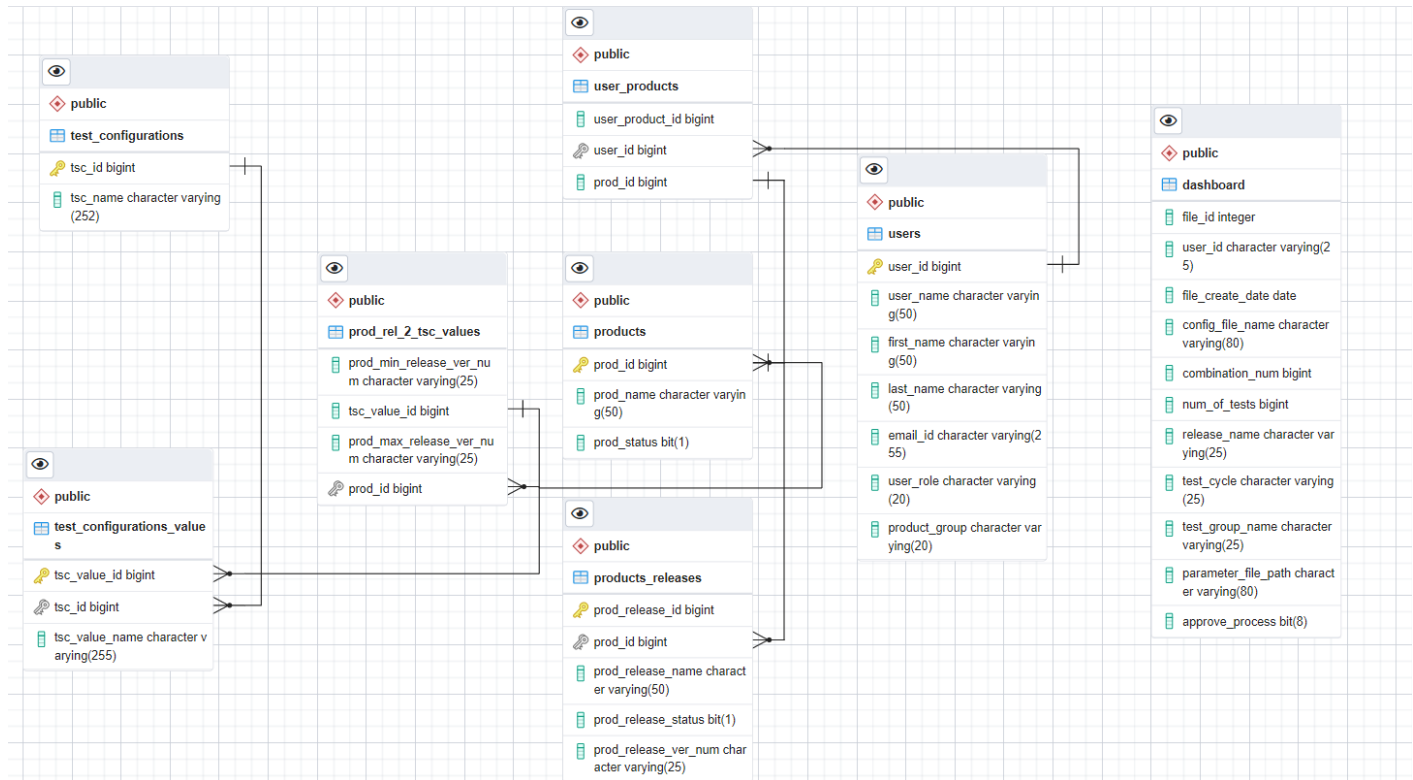 public
test_configurations
tsc_id bigint
tsc_name character varying
(252)
public
test_configurations_value
s
tsc_value_id bigint
tsc_id bigint
tsc_value_name character v
arying(255)
public
prod_rel_2_tsc_values
prod_min_release_ver_nu
m character varying(25)
tsc_value_id bigint
prod_max_release_ver_nu
m character varying(25)
prod_id bigint
public
user_products
user_product_id bigint
user_id bigint
prod_id bigint
public
products
prod_id bigint
prod_name character varyin
g(50)
prod_status bit(1)
public
products_releases
prod_release_id bigint
prod_id bigint
prod_release_name charact
er varying(50)
prod_release_status bit(1)
prod_release_ver_num char
acter varying(25)
public
users
user_id bigint
user_name character varyin
g(50)
first_name character varyin
g(50)
last_name character varying
(50)
email_id character varying(2
55)
user_role character varying
(20)
product_group character var
ying(20)
public
dashboard
file_id integer
user_id character varying(2
5)
file_create_date date
config_file_name character
varying(80)
combination_num bigint
num_of_tests bigint
release_name character var
ying(25)
test_cycle character varying
(25)
test_group_name character
varying(25)
parameter_file_path charact
er varying(80)
approve_process bit(8)